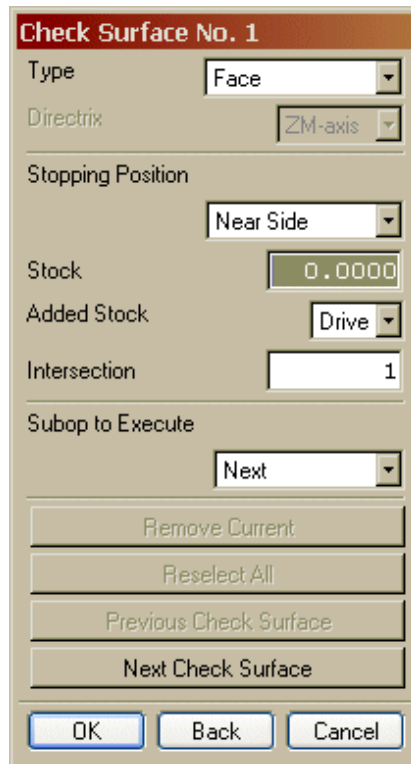 Check Surface No. 1
Type Face
Directrix ZM-axis
Stopping Position
Near Side
Stock 0.0000
Added Stock Drive
Intersection 1
Subop to Execute
Next
Remove Current
Reselect All
Previous Check Surface
Next Check Surface
OK Back Cancel